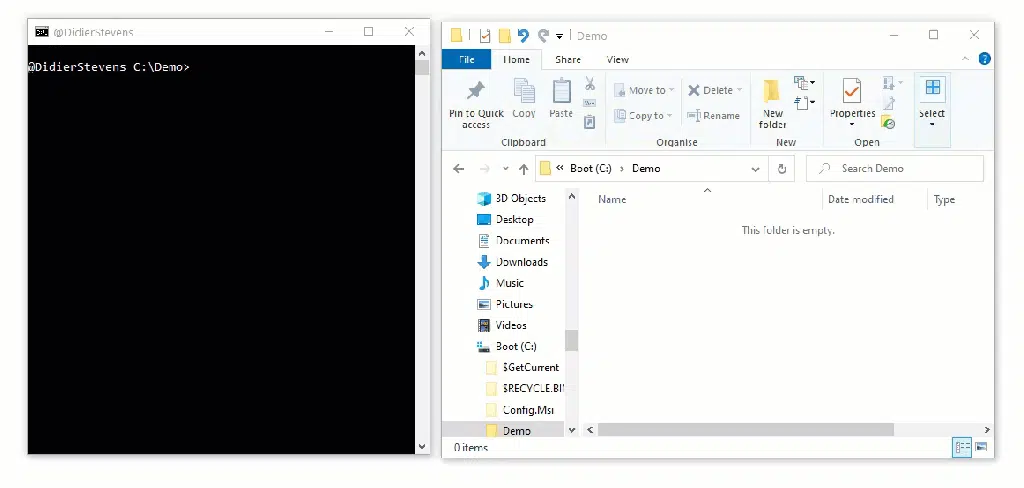 @DidierStevens
@DidierStevens C:\Demo>
Demo
File Home Share View
Pin to Quick access
Copy
Paste
Clipboard
Move to
Copy to
Delete
Rename
Organise
New folder
New
Properties
Open
Select
« Boot (C:) › Demo
Search Demo
Name Date modified Type
This folder is empty.
3D Objects
Desktop
Documents
Downloads
Music
Pictures
Videos
Boot (C:)
$GetCurrent
$RECYCLE.BIN
Config.Msi
Demo
0 items